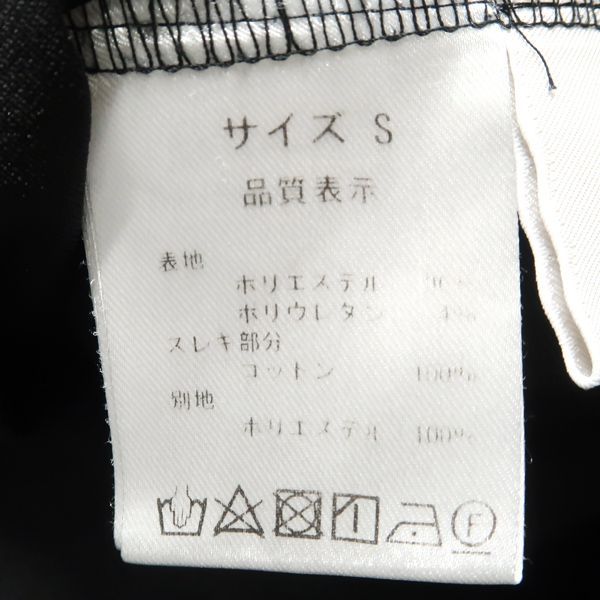 サイズ S
品質表示
表地
ポリエステル
ポリウレタン
スレキ部分
コットン 100%
別地
ポリエステル 100%
F